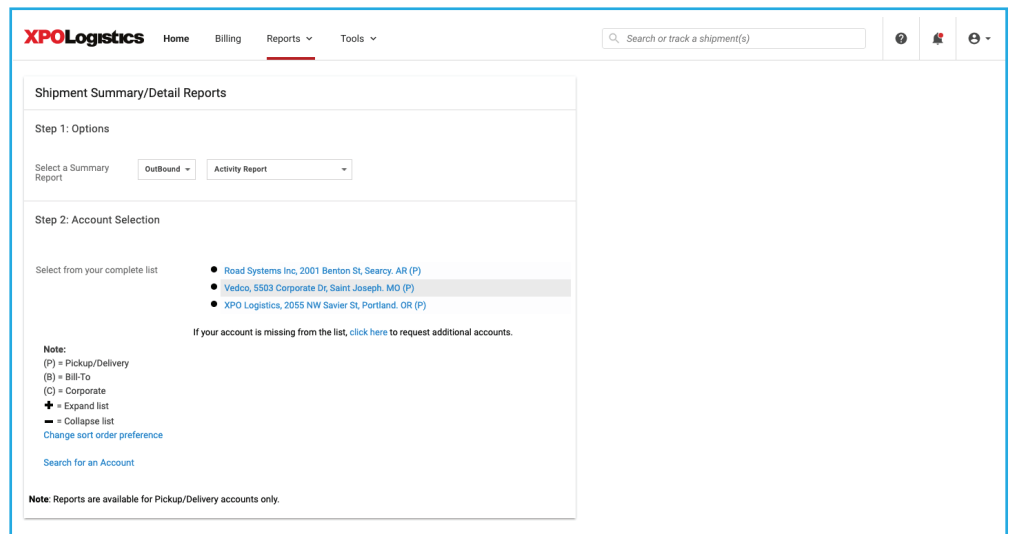 XPOLogistics Home Billing Reports Tools Search or track a shipment(s)
Shipment Summary/Detail Reports
Step 1: Options
Select a Summary Report OutBound Activity Report
Step 2: Account Selection
Select from your complete list
Road Systems Inc, 2001 Benton St, Searcy. AR (P)
Vedco, 5503 Corporate Dr, Saint Joseph. MO (P)
XPO Logistics, 2055 NW Savier St, Portland. OR (P)
If your account is missing from the list, click here to request additional accounts.
Note:
(P) = Pickup/Delivery
(B) = Bill-To
(C) = Corporate
+ = Expand list
- = Collapse list
Change sort order preference
Search for an Account
Note: Reports are available for Pickup/Delivery accounts only.